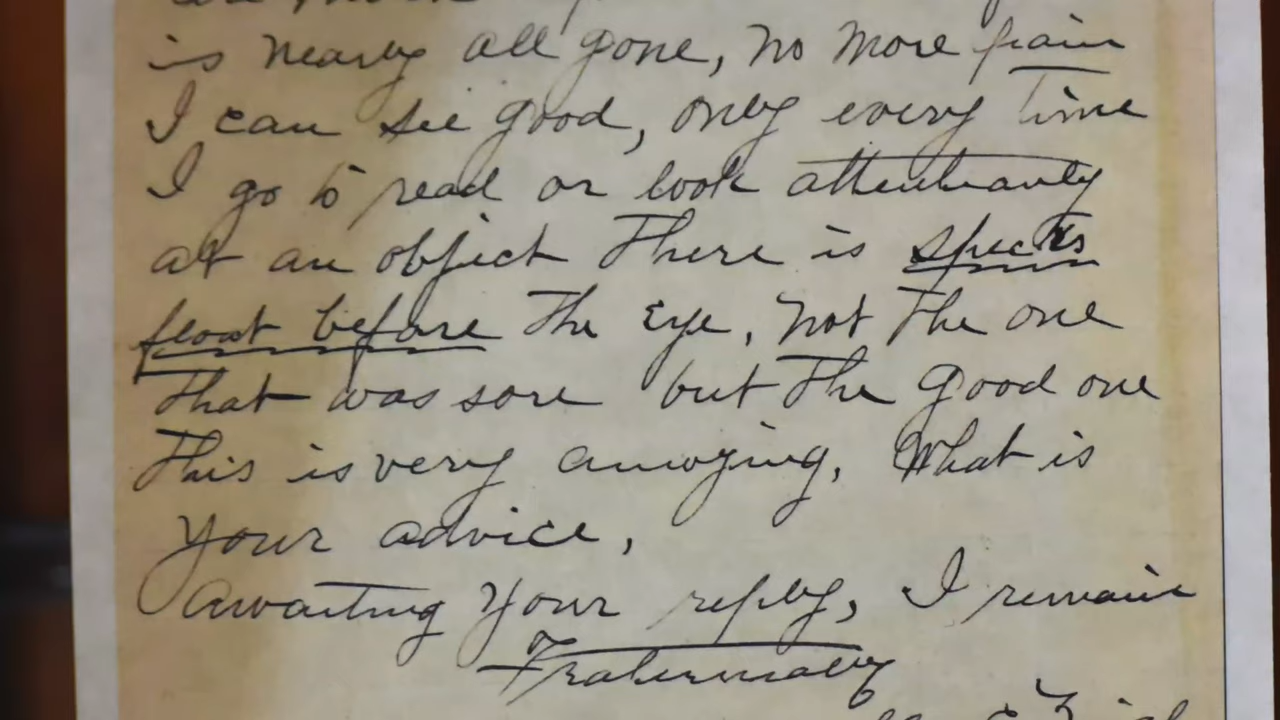 is nearly all gone, no more pain
I can see good, only every time
I go to read or look attentively
at an object there is specks
float before the eye, not the one
that was sore but the good one
This is very annoying, What is
your advice,
Awaiting your reply, I remain
Fraternally